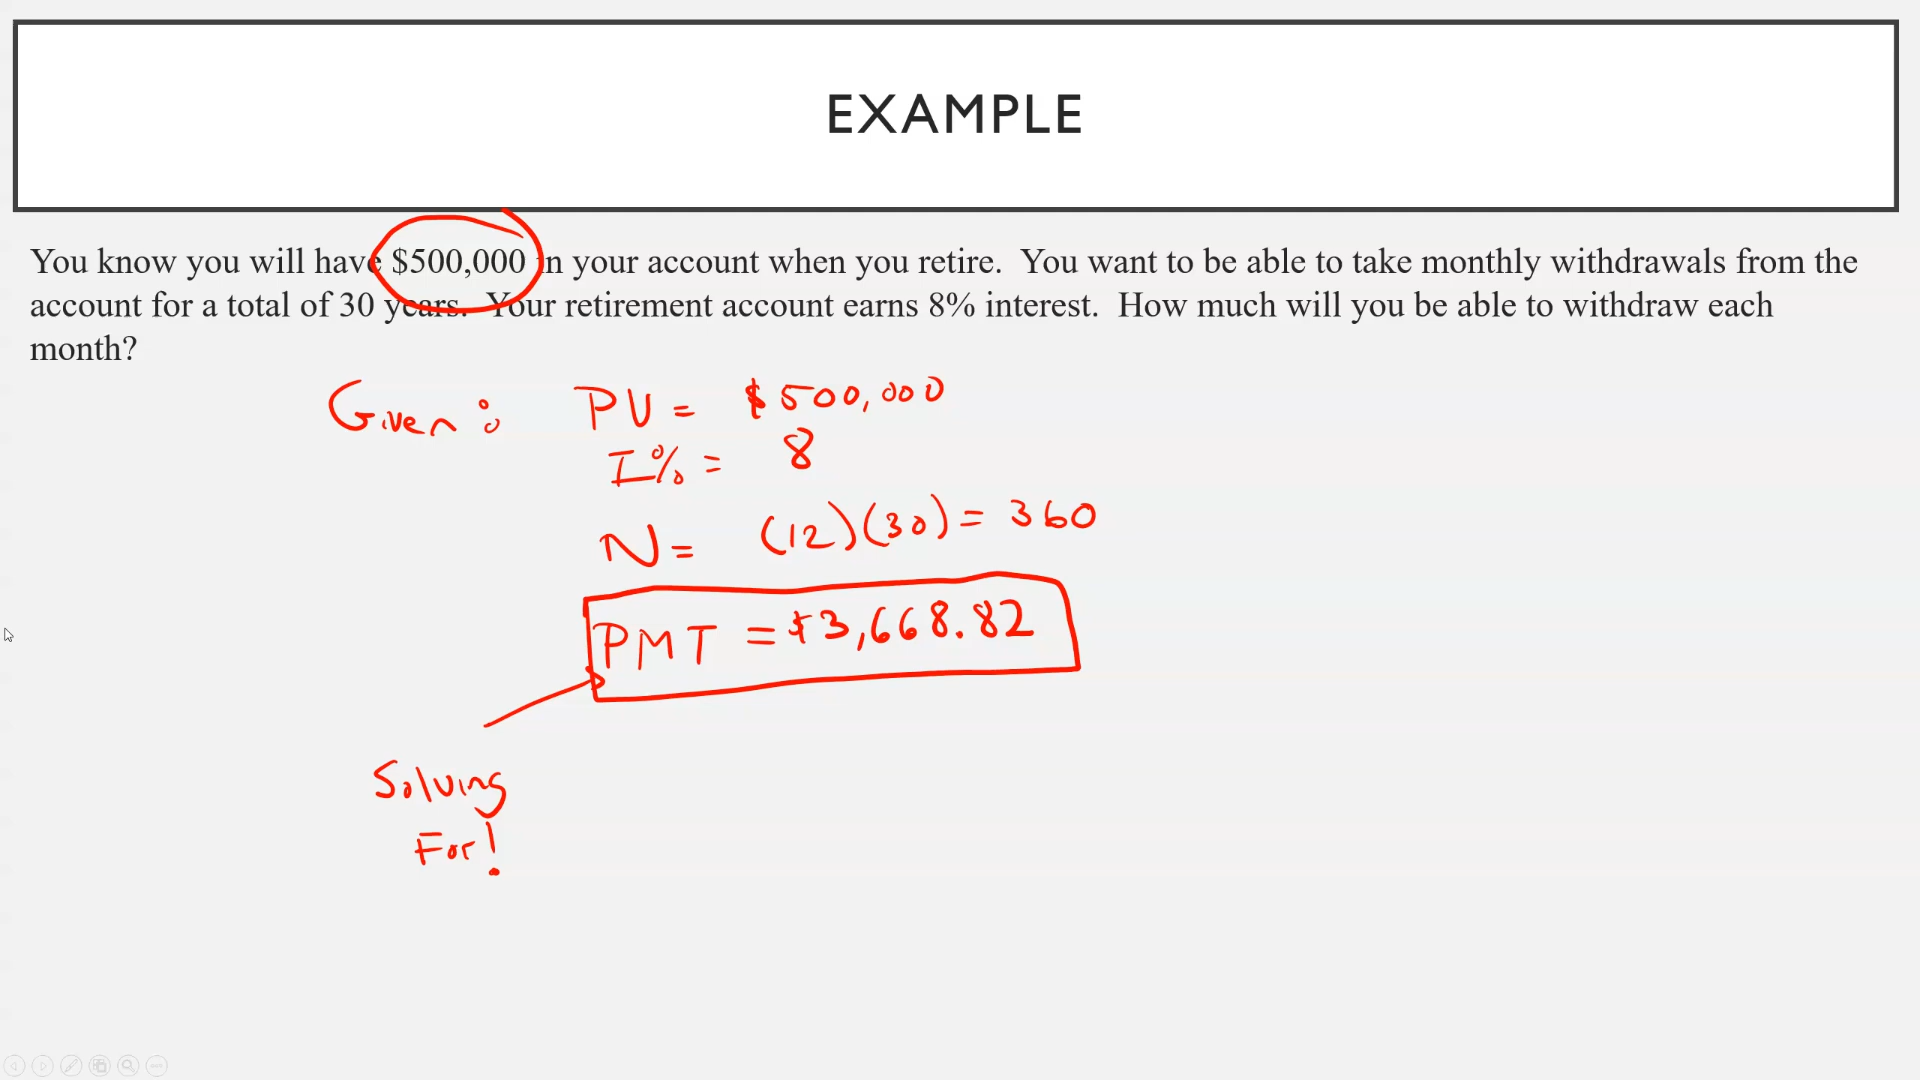 EXAMPLE
You know you will have $500,000 in your account when you retire. You want to be able to take monthly withdrawals from the
account for a total of 30 years. Your retirement account earns 8% interest. How much will you be able to withdraw each
month?
Given: PV = $500,000
I% = 8
N = (12)(30) = 360
PMT = $3,668.82
Solving
For!